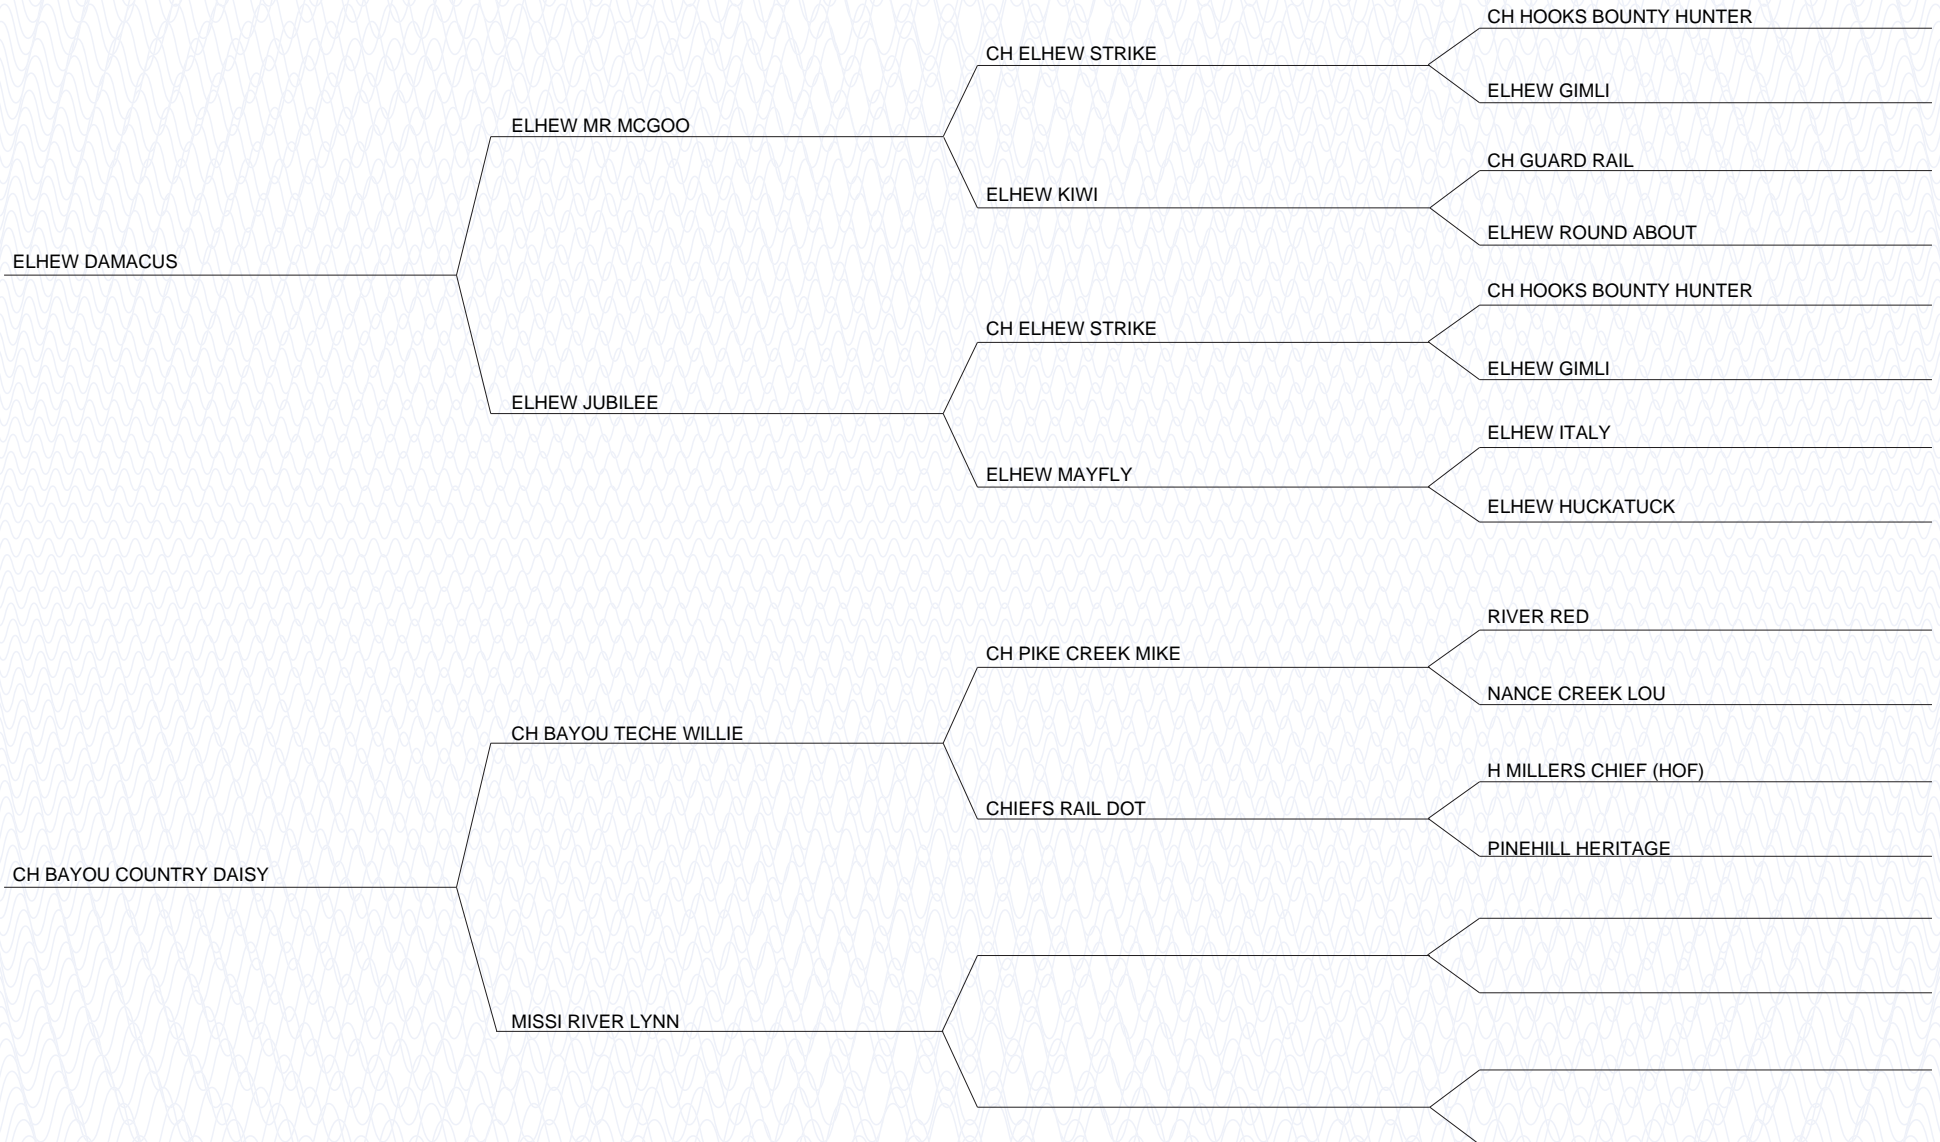 CH HOOKS BOUNTY HUNTER
CH ELHEW STRIKE
ELHEW GIMLI
ELHEW MR MCGOO
CH GUARD RAIL
ELHEW KIWI
ELHEW ROUND ABOUT
ELHEW DAMACUS
CH HOOKS BOUNTY HUNTER
CH ELHEW STRIKE
ELHEW GIMLI
ELHEW JUBILEE
ELHEW ITALY
ELHEW MAYFLY
ELHEW HUCKATUCK
RIVER RED
CH PIKE CREEK MIKE
NANCE CREEK LOU
CH BAYOU TECHE WILLIE
H MILLERS CHIEF (HOF)
CHIEFS RAIL DOT
PINEHILL HERITAGE
CH BAYOU COUNTRY DAISY
MISSI RIVER LYNN